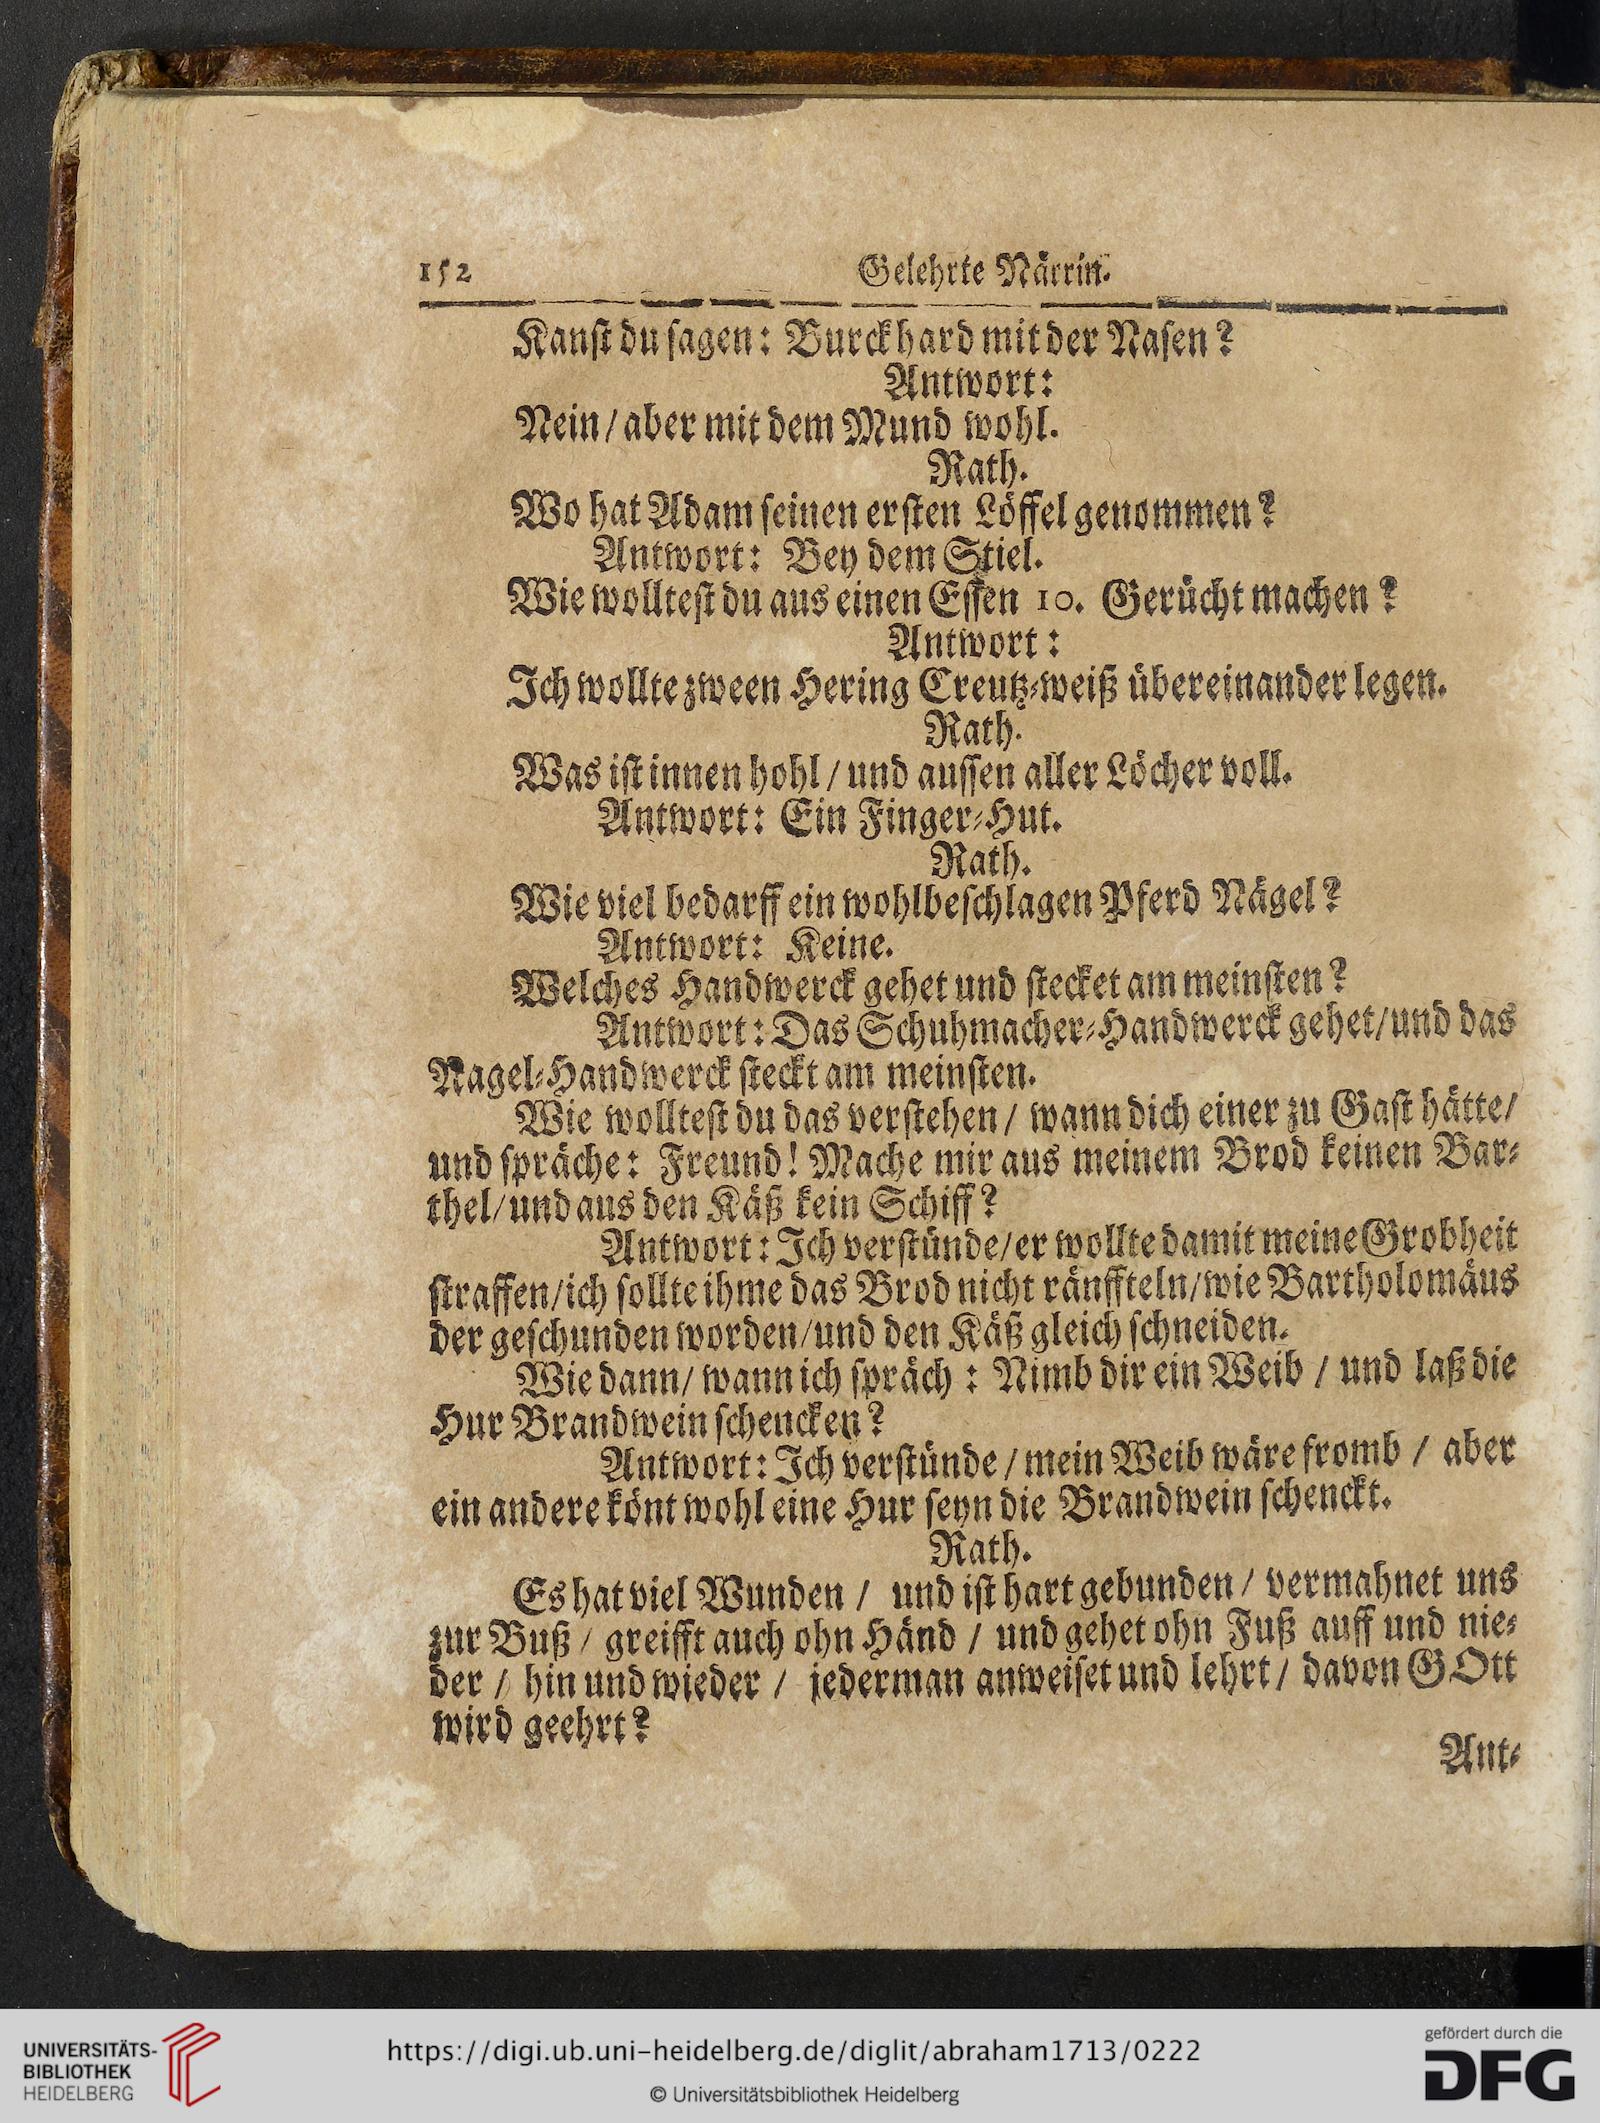 152 Gelehrte Närrin.
Kanst du sagen: Burckhard mit der Nasen?
Antwort:
Nein/ aber mit dem Mund wohl.
Rath.
Wo hat Adam seinen ersten Löffel genommen?
Antwort: Bey dem Stiel.
Wie wolltest du aus einen Essen 10. Gerücht machen?
Antwort:
Ich wollte zween Hering Creutz-weiß übereinander legen.
Rath.
Was ist innen hohl/ und aussen aller Löcher voll.
Antwort: Ein Finger-Hut.
Rath.
Wie viel bedarff ein wohlbeschlagen Pferd Nägel?
Antwort: Keine.
Welches Handwerck gehet und stecket am meinsten?
Antwort: Das Schuhmacher-Handwerck gehet/ und das
Nagel-Handwerck steckt am meinsten.
Wie wolltest du das verstehen/ wann dich einer zu Gast hätte/
und spräche: Freund! Mache mir aus meinem Brod keinen Bar-
thel/ und aus den Käß kein Schiff?
Antwort: Ich verstünde/ er wollte damit meine Grobheit
straffen/ ich sollte ihme das Brod nicht ränffteln/ wie Bartholomäus
der geschunden worden/ und den Käß gleich schneiden.
Wie dann/ wann ich spräch: Nimb dir ein Weib / und laß die
Hur Brandwein schencken?
Antwort: Ich verstünde / mein Weib wäre fromb / aber
ein andere könt wohl eine Hur seyn die Brandwein schenckt.
Rath.
Es hat viel Wunden / und ist hart gebunden / vermahnet uns
zur Buß / greifft auch ohn Händ / und gehet ohn Fuß auff und nie-
der / hin und wieder / jederman anweiset und lehrt / davon GOtt
wird geehrt?
Ant-
UNIVERSITÄTS-
BIBLIOTHEK
HEIDELBERG
https://digi.ub.uni-heidelberg.de/diglit/abraham1713/0222
© Universitätsbibliothek Heidelberg
gefördert durch die
DFG